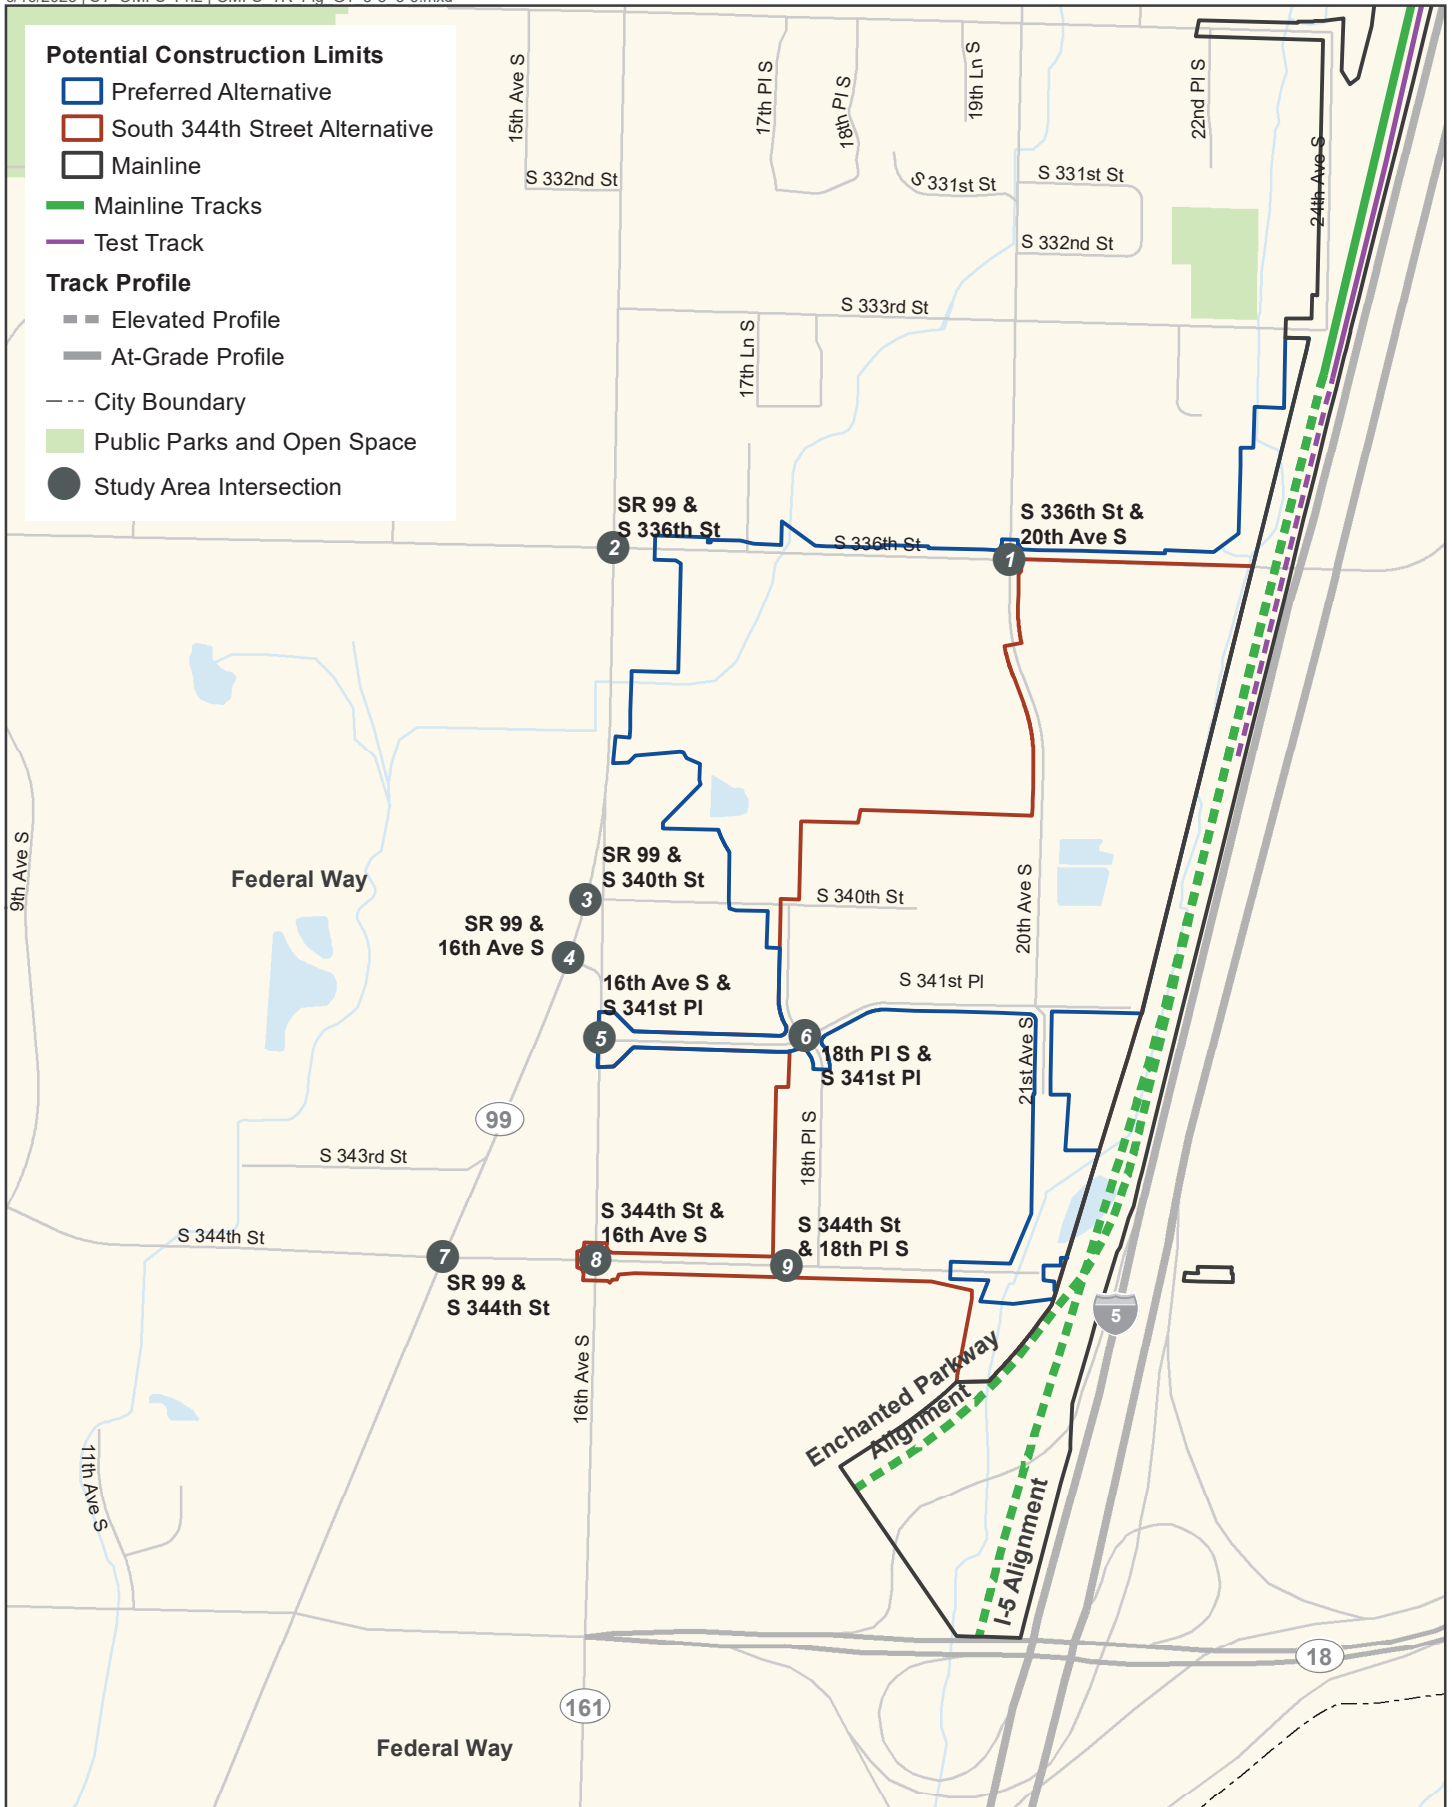 Potential Construction Limits
Preferred Alternative
South 344th Street Alternative
Mainline
Mainline Tracks
Test Track
Track Profile
Elevated Profile
At-Grade Profile
City Boundary
Public Parks and Open Space
Study Area Intersection
15th Ave S
17th Pl S
18th Pl S
19th Ln S
22nd Pl S
24th Ave S
S 332nd St
S 331st St
S 331st St
S 332nd St
S 333rd St
17th Ln S
SR 99 &
S 336th St
2
S 336th St
S 336th St &
20th Ave S
1
9th Ave S
Federal Way
SR 99 &
S 340th St
3
S 340th St
20th Ave S
SR 99 &
16th Ave S
4
16th Ave S &
S 341st Pl
5
S 341st Pl
6
18th Pl S &
S 341st Pl
21st Ave S
99
S 343rd St
18th Pl S
S 344th St
7
SR 99 &
S 344th St
S 344th St &
16th Ave S
8
S 344th St
& 18th Pl S
9
5
16th Ave S
Enchanted Parkway
Alignment
11th Ave S
I-5 Alignment
18
161
Federal Way